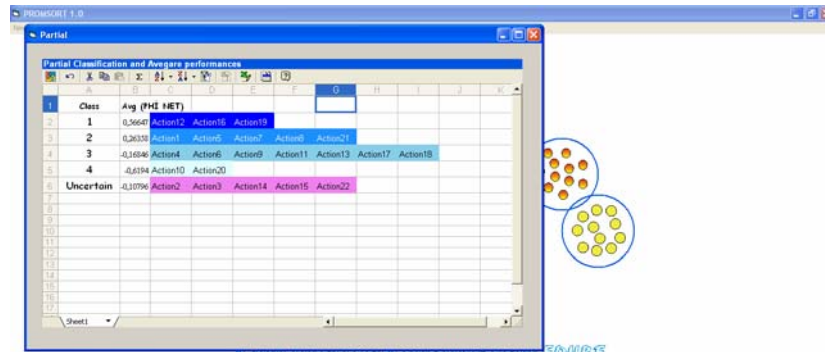 PROMSORT 1.0
Partial
Partial Classification and Avegare performances
A B C D E F G H I J K
1 Class Avg (PHI NET)
2 1 0,56647 Action12 Action16 Action19
3 2 0,26358 Action1 Action5 Action7 Action8 Action21
4 3 -0,16846 Action4 Action6 Action9 Action11 Action13 Action17 Action18
5 4 -0,6194 Action10 Action20
6 Uncertain -0,10796 Action2 Action3 Action14 Action15 Action22
7
8
9
10
11
12
13
14
15
16
17
Sheet1